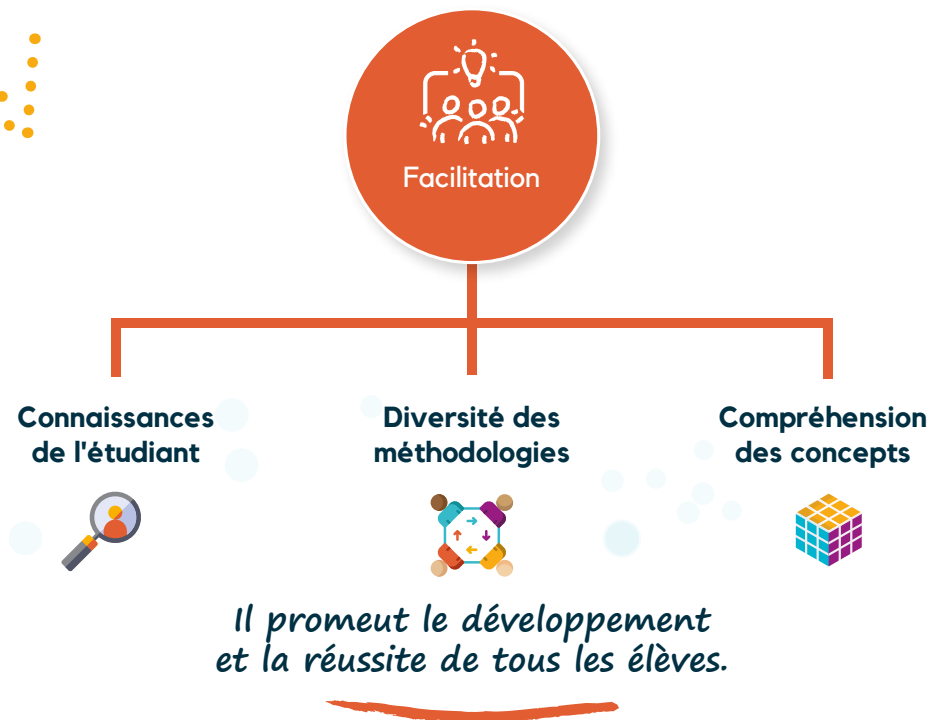 Facilitation
Connaissances
de l'étudiant
Diversité des
méthodologies
Compréhension
des concepts
Il promeut le développement
et la réussite de tous les élèves.